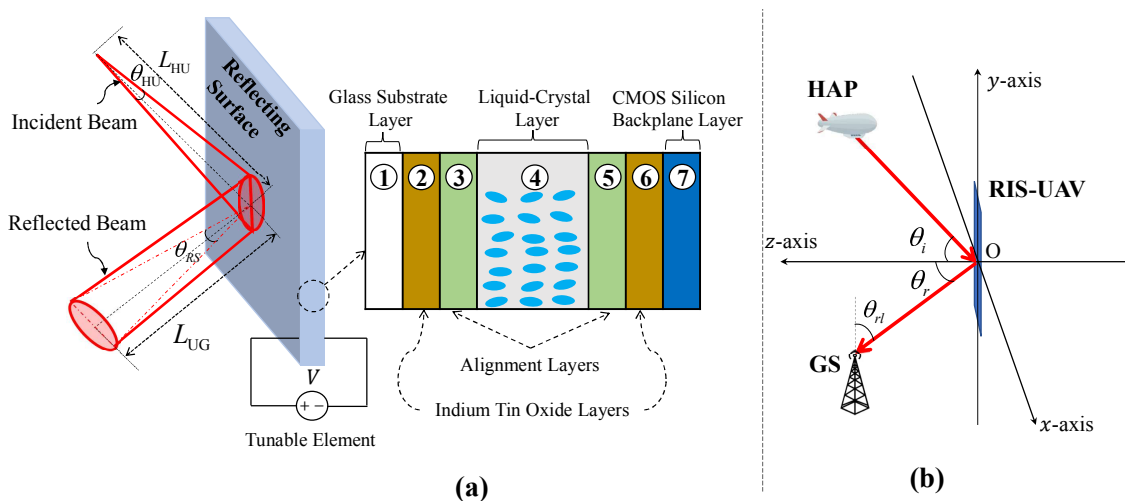 L_HU
θ_HU
Reflecting
Surface
Incident Beam
Reflected Beam
θ_RS
L_UG
V
+ −
Tunable Element
Glass Substrate
Layer
Liquid-Crystal
Layer
CMOS Silicon
Backplane Layer
1 2 3 4 5 6 7
Alignment Layers
Indium Tin Oxide Layers
(a)
HAP
y-axis
RIS-UAV
z-axis
θ_i
O
θ_r
θ_rl
GS
x-axis
(b)